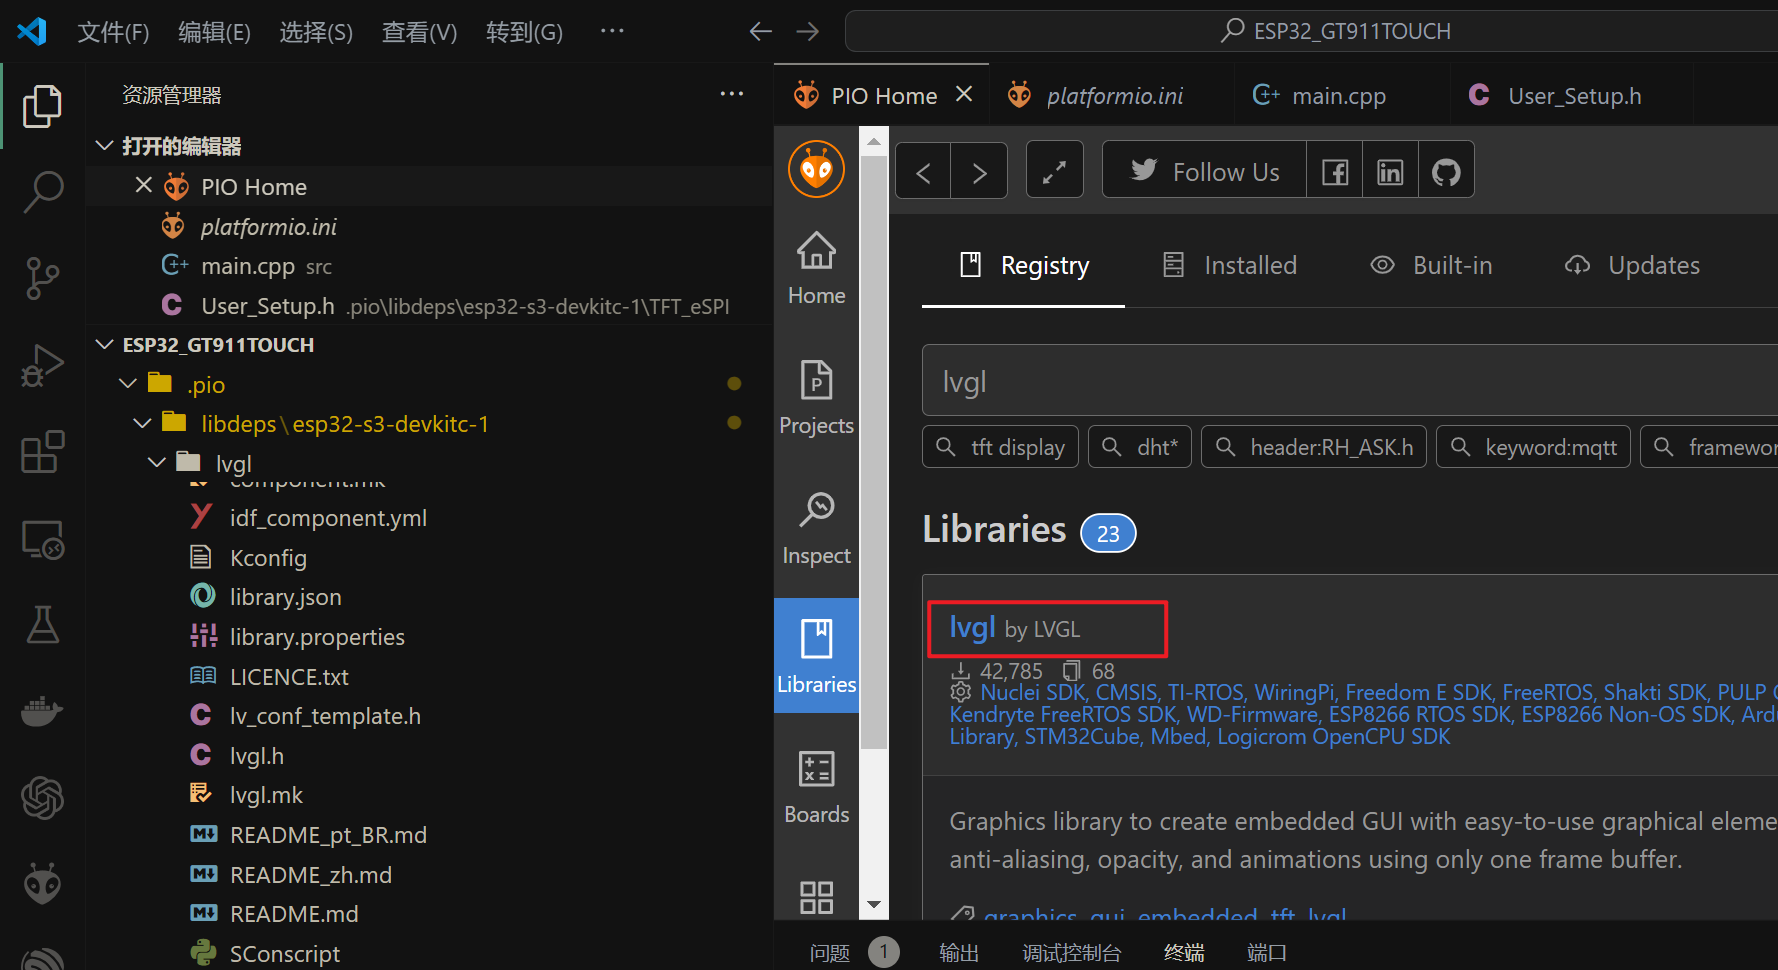 文件(F) 编辑(E) 选择(S) 查看(V) 转到(G) ··· ESP32_GT911TOUCH
资源管理器 ···
打开的编辑器
PIO Home
platformio.ini
main.cpp src
User_Setup.h .pio\libdeps\esp32-s3-devkitc-1\TFT_eSPI
ESP32_GT911TOUCH
.pio
libdeps\esp32-s3-devkitc-1
lvgl
component.mk
idf_component.yml
Kconfig
library.json
library.properties
LICENCE.txt
lv_conf_template.h
lvgl.h
lvgl.mk
README_pt_BR.md
README_zh.md
README.md
SConscript
PIO Home platformio.ini main.cpp User_Setup.h
Home
Projects
Inspect
Libraries
Boards
Follow Us
Registry Installed Built-in Updates
lvgl
tft display dht* header:RH_ASK.h keyword:mqtt framewor
Libraries 23
lvgl by LVGL
42,785 68
Nuclei SDK, CMSIS, TI-RTOS, WiringPi, Freedom E SDK, FreeRTOS, Shakti SDK, PULP
Kendryte FreeRTOS SDK, WD-Firmware, ESP8266 RTOS SDK, ESP8266 Non-OS SDK, Ard
Library, STM32Cube, Mbed, Logicrom OpenCPU SDK
Graphics library to create embedded GUI with easy-to-use graphical eleme
anti-aliasing, opacity, and animations using only one frame buffer.
graphics gui embedded tft lvgl
问题 1 输出 调试控制台 终端 端口